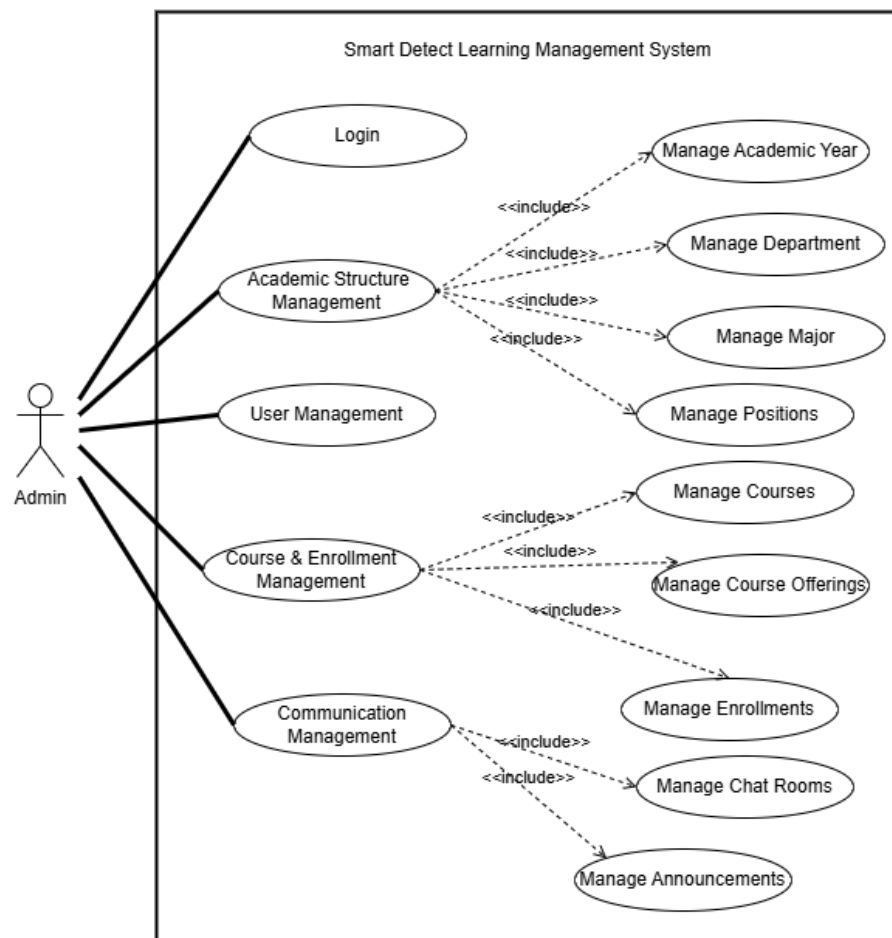 Smart Detect Learning Management System
Login
Manage Academic Year
<<include>>
Manage Department
<<include>>
Academic Structure
Management
<<include>>
Manage Major
<<include>>
User Management
Manage Positions
Admin
Manage Courses
<<include>>
Course & Enrollment
Management
<<include>>
Manage Course Offerings
<<include>>
Communication
Management
Manage Enrollments
<<include>>
<<include>>
Manage Chat Rooms
Manage Announcements